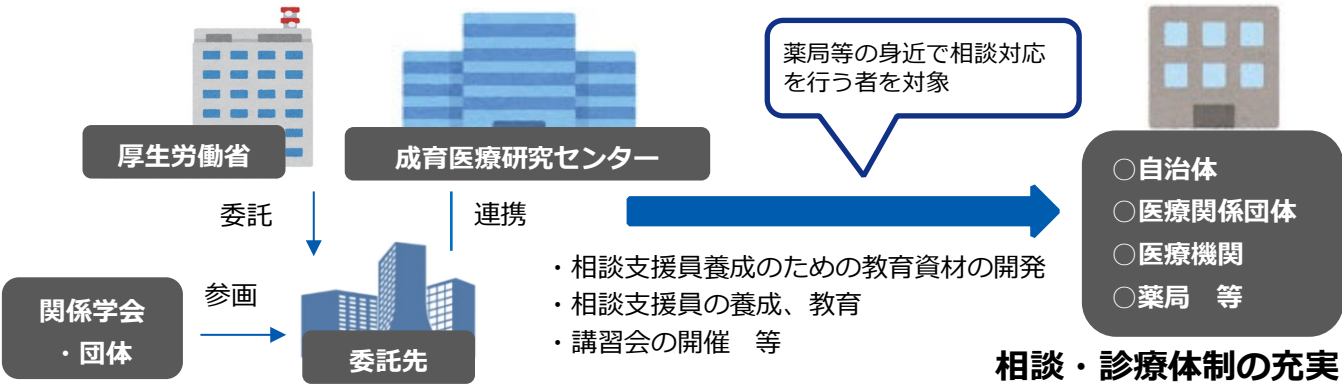 厚生労働省
成育医療研究センター
薬局等の身近で相談対応
を行う者を対象
委託
連携
参画
関係学会
・団体
委託先
・相談支援員養成のための教育資材の開発
・相談支援員の養成、教育
・講習会の開催　等
○自治体
○医療関係団体
○医療機関
○薬局　等
相談・診療体制の充実